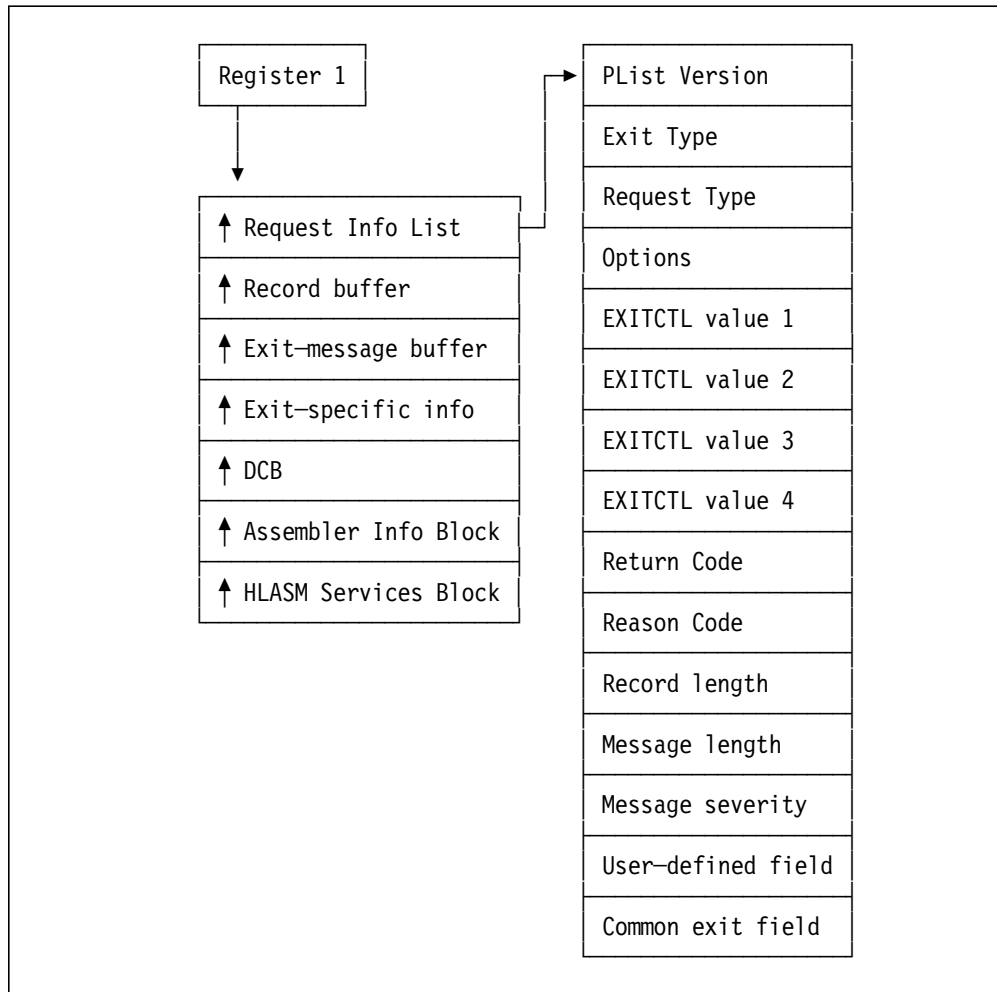 Register 1
↑ Request Info List
↑ Record buffer
↑ Exit—message buffer
↑ Exit—specific info
↑ DCB
↑ Assembler Info Block
↑ HLASM Services Block
PList Version
Exit Type
Request Type
Options
EXITCTL value 1
EXITCTL value 2
EXITCTL value 3
EXITCTL value 4
Return Code
Reason Code
Record length
Message length
Message severity
User—defined field
Common exit field